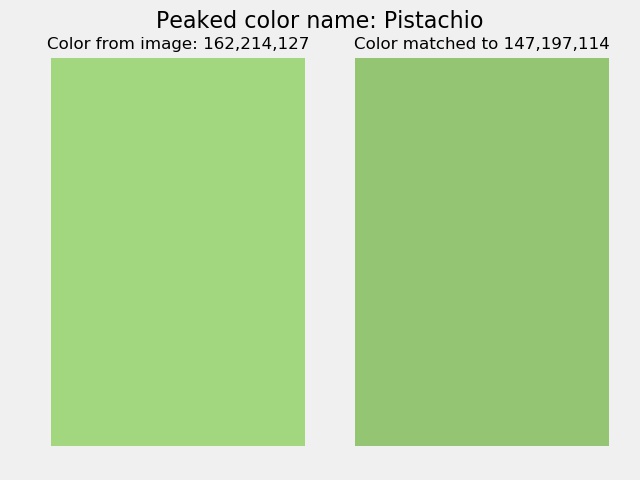 Peaked color name: Pistachio
Color from image: 162,214,127
Color matched to 147,197,114